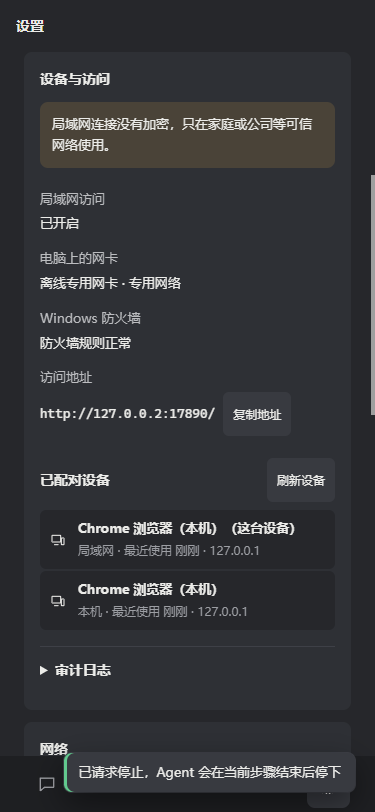 设置
设备与访问
局域网连接没有加密，只在家庭或公司等可信
网络使用。
局域网访问
已开启
电脑上的网卡
离线专用网卡 · 专用网络
Windows 防火墙
防火墙规则正常
访问地址
http://127.0.0.2:17890/ 复制地址
已配对设备 刷新设备
Chrome 浏览器（本机）（这台设备）
局域网 · 最近使用 刚刚 · 127.0.0.1
Chrome 浏览器（本机）
本机 · 最近使用 刚刚 · 127.0.0.1
▶ 审计日志
网络
已请求停止，Agent 会在当前步骤结束后停下